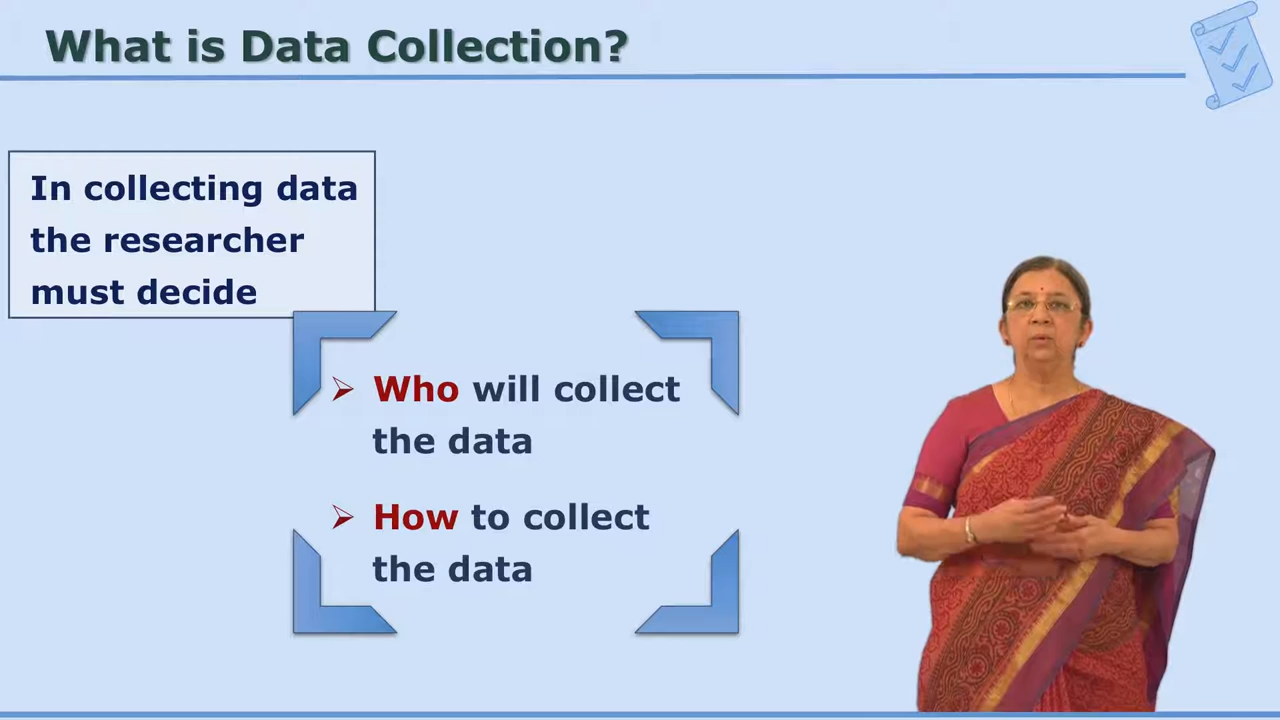 What is Data Collection?
In collecting data
the researcher
must decide
➢ Who will collect
the data
➢ How to collect
the data